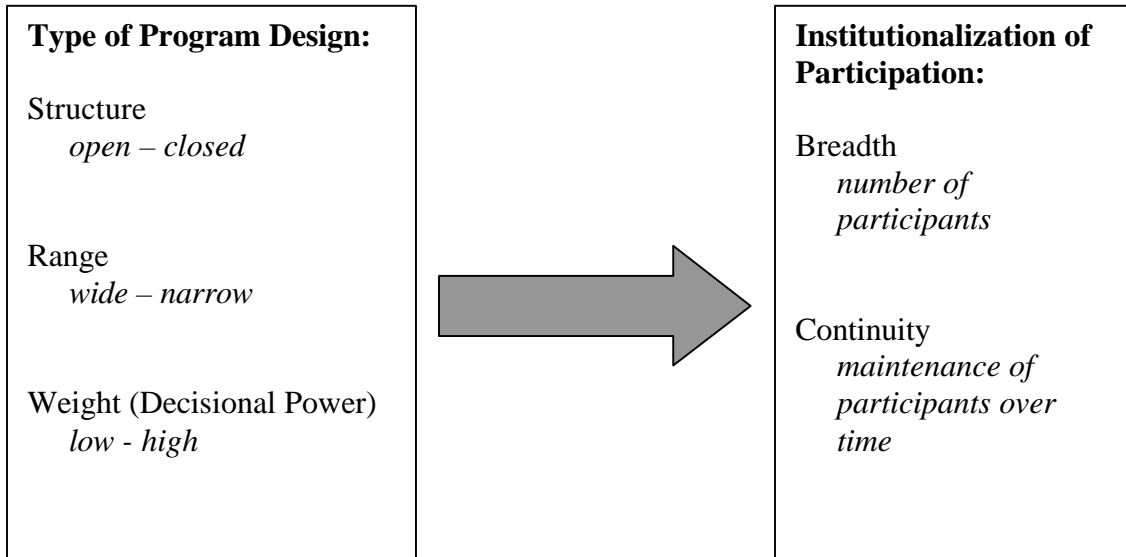 Type of Program Design:
Structure
open – closed
Range
wide – narrow
Weight (Decisional Power)
low - high
Institutionalization of
Participation:
Breadth
number of
participants
Continuity
maintenance of
participants over
time